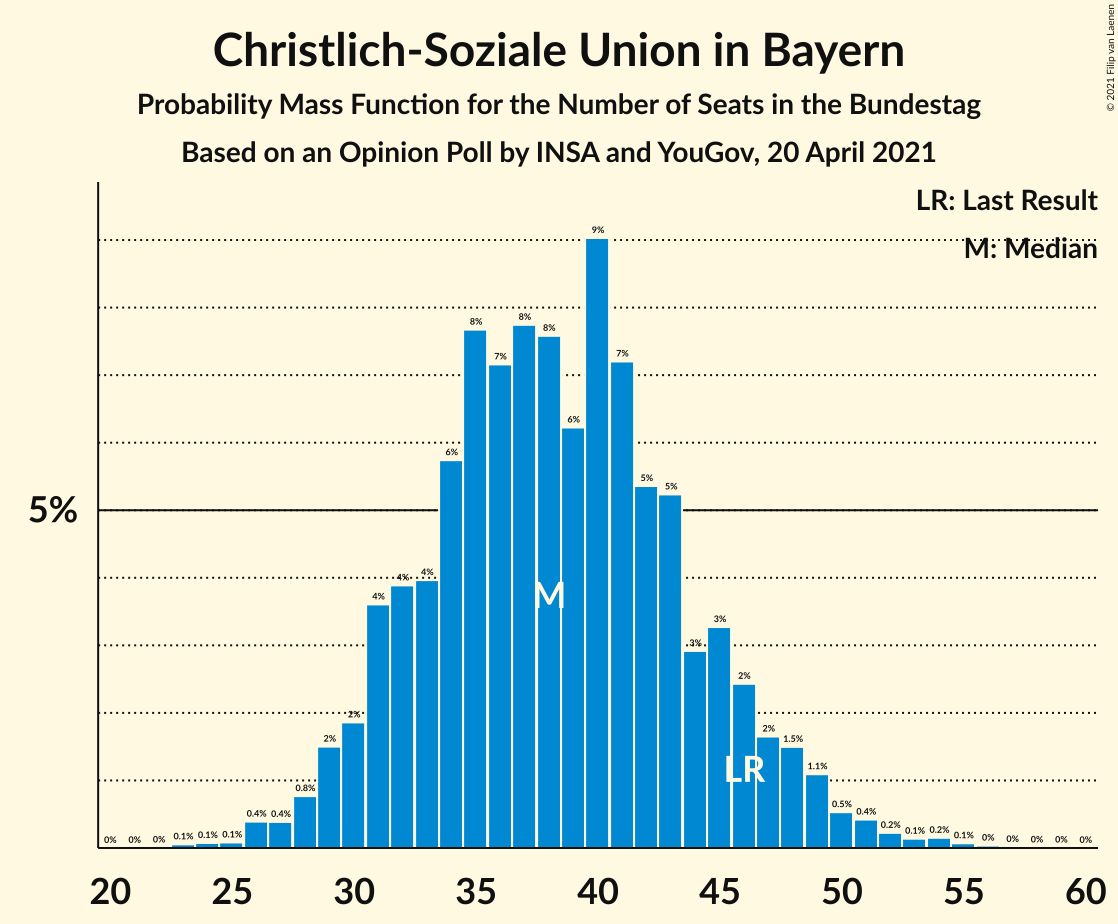 Christlich-Soziale Union in Bayern
Probability Mass Function for the Number of Seats in the Bundestag
Based on an Opinion Poll by INSA and YouGov, 20 April 2021
© 2021 Filip van Laenen
LR: Last Result
M: Median
5%
0% 0% 0% 0.1% 0.1% 0.1% 0.4% 0.4% 0.8% 2% 2% 4% 4% 4% 6% 8% 7% 8% 8% 6% 9% 7% 5% 5% 3% 3% 2% 2% 1.5% 1.1% 0.5% 0.4% 0.2% 0.1% 0.2% 0.1% 0% 0% 0% 0% 0%
M
LR
20 25 30 35 40 45 50 55 60